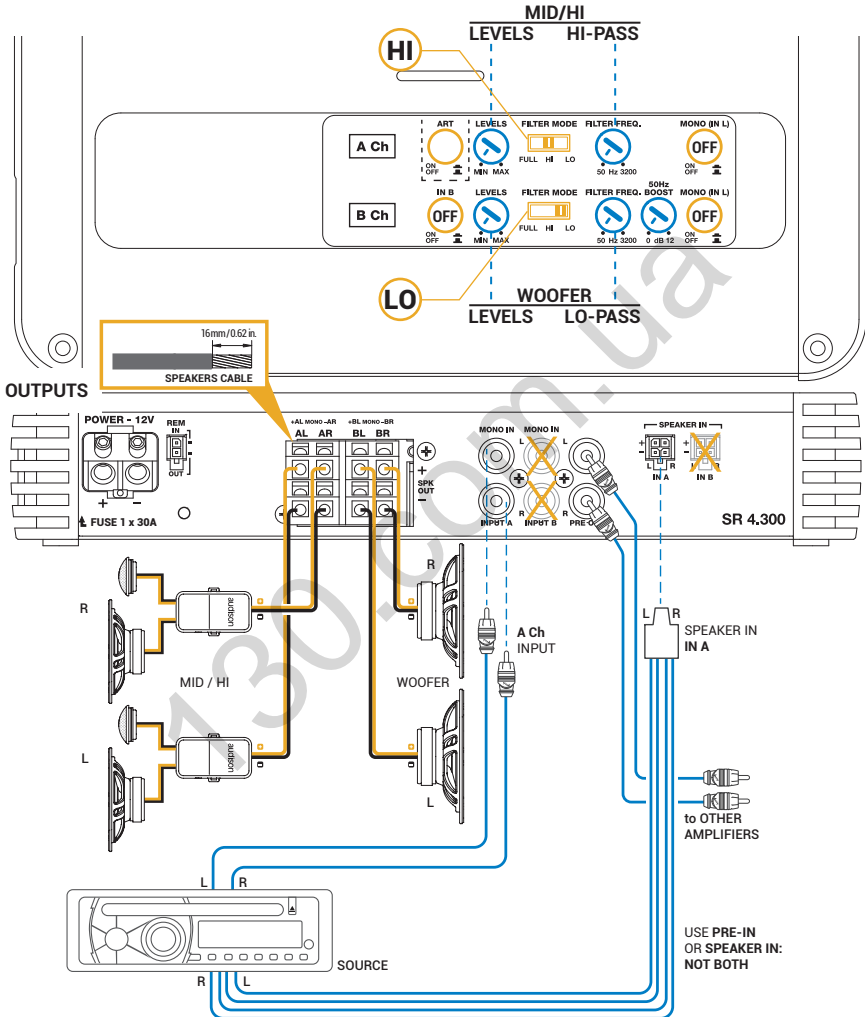 MID/HI
LEVELS HI-PASS
HI
ART LEVELS FILTER MODE FILTER FREQ. MONO (IN L)
A Ch OFF
FULL HI LO
ON
OFF MIN MAX 50 Hz 3200 ON
OFF
IN B LEVELS FILTER MODE FILTER FREQ. 50Hz
BOOST MONO (IN L)
B Ch OFF OFF
FULL HI LO
ON
OFF MIN MAX 50 Hz 3200 0 dB 12 ON
OFF
LO
WOOFER
LEVELS LO-PASS
16mm/0.62 in.
SPEAKERS CABLE
OUTPUTS
POWER - 12V
REM
IN
OUT
+ −
FUSE 1 x 30A
+AL MONO -AR +BL MONO -BR
AL AR BL BR
+
SPK
OUT
−
MONO IN MONO IN
L L
R R
INPUT A INPUT B PRE-O
SPEAKER IN
+ − + −
L R L R
IN A IN B
SR 4.300
R
audison
MID / HI
L
audison
R
WOOFER
L
A Ch
INPUT
L R
SPEAKER IN
IN A
to OTHER
AMPLIFIERS
L R
SOURCE
R L
USE PRE-IN
OR SPEAKER IN:
NOT BOTH
130.com.ua